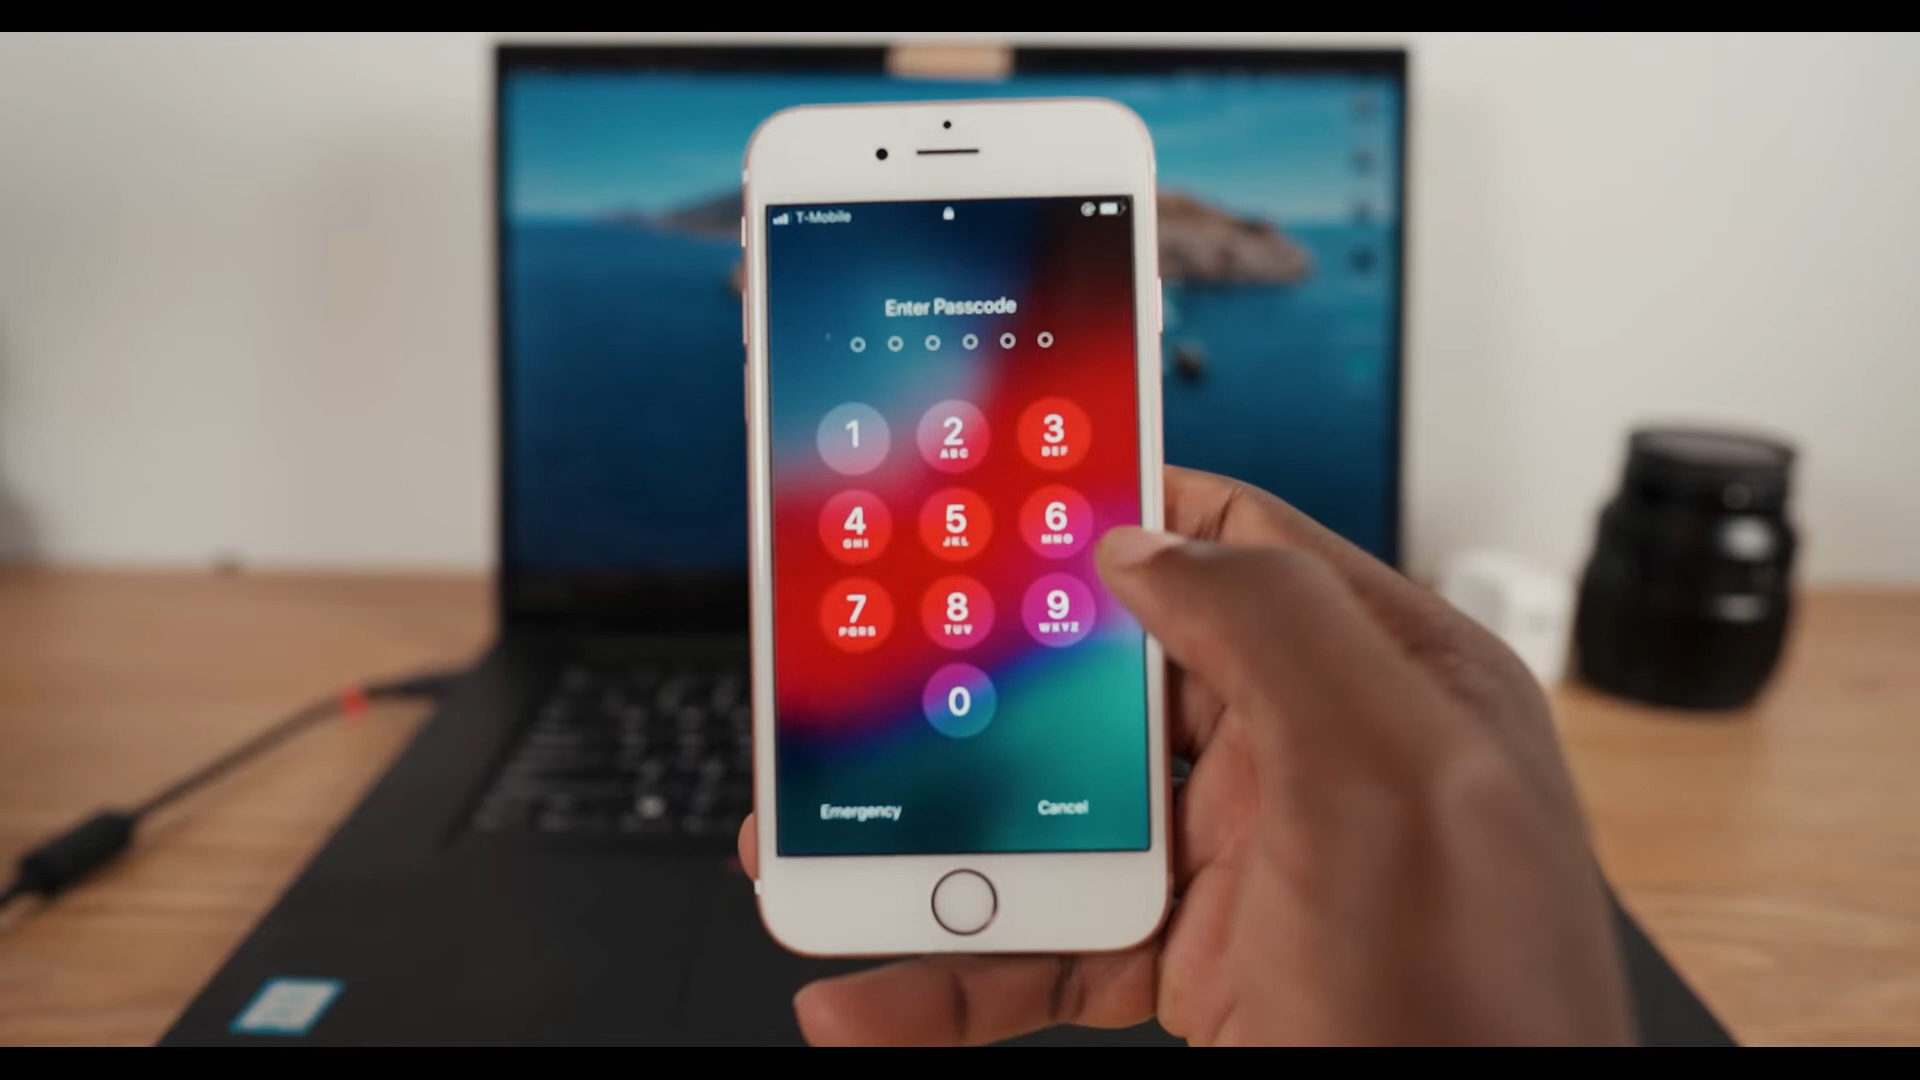 T-Mobile
Enter Passcode
1
2
ABC
3
DEF
4
GHI
5
JKL
6
MNO
7
PQRS
8
TUV
9
WXYZ
0
Emergency
Cancel